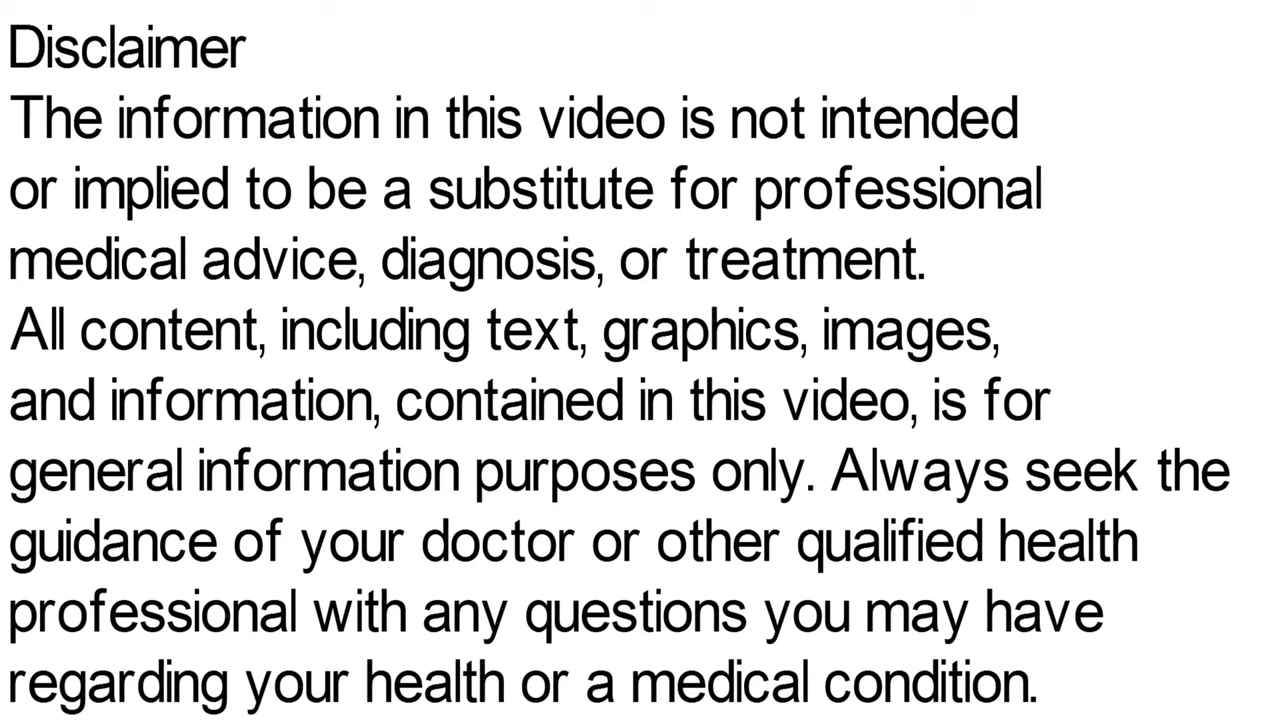 Disclaimer
The information in this video is not intended
or implied to be a substitute for professional
medical advice, diagnosis, or treatment.
All content, including text, graphics, images,
and information, contained in this video, is for
general information purposes only. Always seek the
guidance of your doctor or other qualified health
professional with any questions you may have
regarding your health or a medical condition.